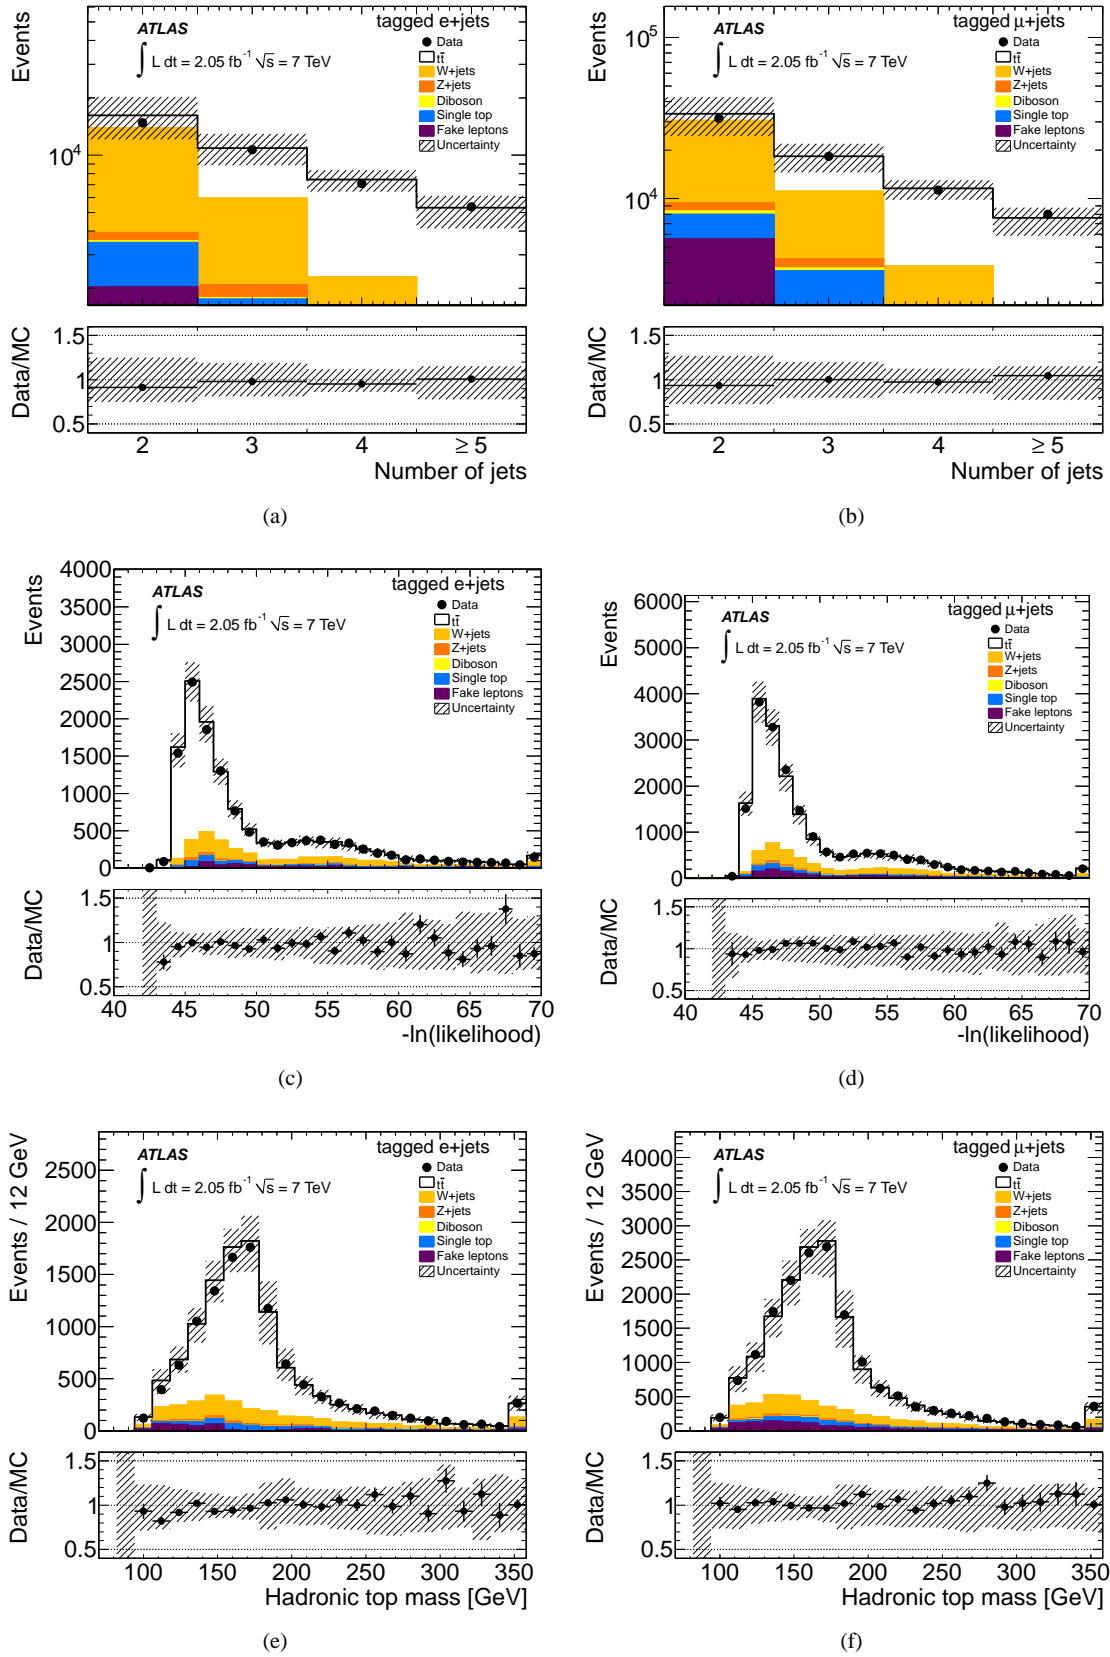 Events
ATLAS
∫ L dt = 2.05 fb⁻¹ √s = 7 TeV
tagged e+jets
Data
tt̄
W+jets
Z+jets
Diboson
Single top
Fake leptons
Uncertainty
10⁴
Data/MC
1.5
1
0.5
2 3 4 ≥ 5
Number of jets
(a)
Events
ATLAS
∫ L dt = 2.05 fb⁻¹ √s = 7 TeV
tagged μ+jets
Data
tt̄
W+jets
Z+jets
Diboson
Single top
Fake leptons
Uncertainty
10⁵
10⁴
Data/MC
1.5
1
0.5
2 3 4 ≥ 5
Number of jets
(b)
Events
4000
3500
3000
2500
2000
1500
1000
500
0
ATLAS
∫ L dt = 2.05 fb⁻¹ √s = 7 TeV
tagged e+jets
Data
tt̄
W+jets
Z+jets
Diboson
Single top
Fake leptons
Uncertainty
Data/MC
1.5
1
0.5
40 45 50 55 60 65 70
-ln(likelihood)
(c)
Events
6000
5000
4000
3000
2000
1000
0
ATLAS
∫ L dt = 2.05 fb⁻¹ √s = 7 TeV
tagged μ+jets
Data
tt̄
W+jets
Z+jets
Diboson
Single top
Fake leptons
Uncertainty
Data/MC
1.5
1
0.5
40 45 50 55 60 65 70
-ln(likelihood)
(d)
Events / 12 GeV
2500
2000
1500
1000
500
0
ATLAS
∫ L dt = 2.05 fb⁻¹ √s = 7 TeV
tagged e+jets
Data
tt̄
W+jets
Z+jets
Diboson
Single top
Fake leptons
Uncertainty
Data/MC
1.5
1
0.5
100 150 200 250 300 350
Hadronic top mass [GeV]
(e)
Events / 12 GeV
4000
3500
3000
2500
2000
1500
1000
500
0
ATLAS
∫ L dt = 2.05 fb⁻¹ √s = 7 TeV
tagged μ+jets
Data
tt̄
W+jets
Z+jets
Diboson
Single top
Fake leptons
Uncertainty
Data/MC
1.5
1
0.5
100 150 200 250 300 350
Hadronic top mass [GeV]
(f)